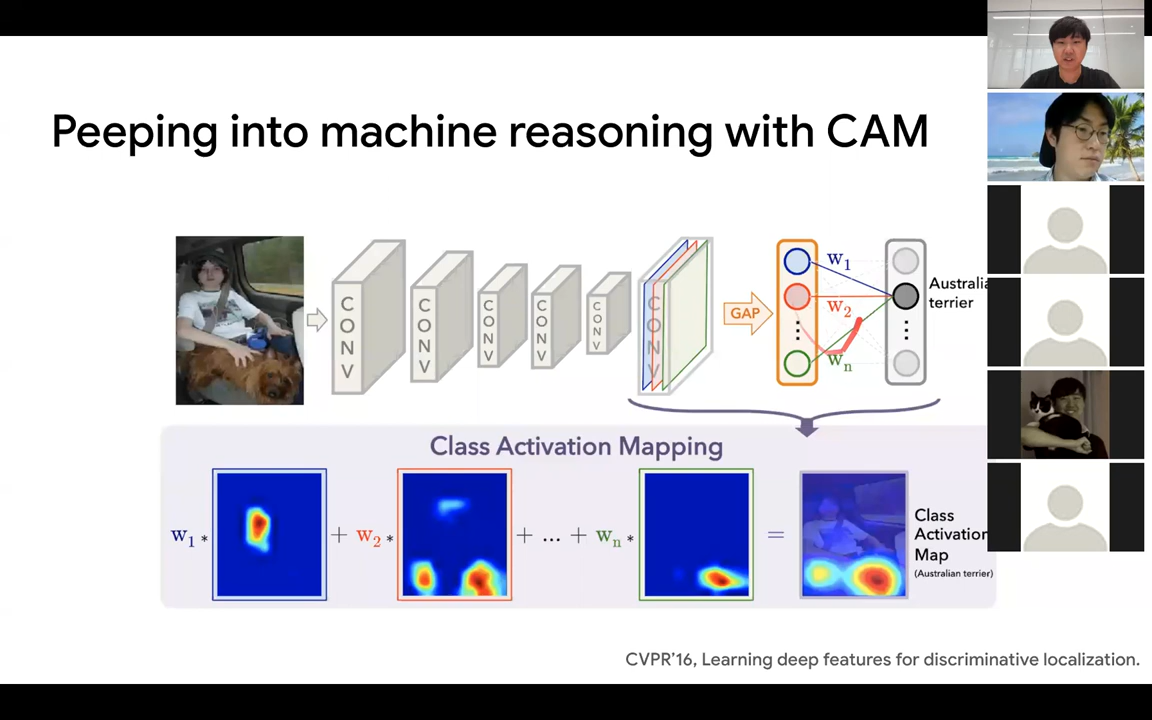 Peeping into machine reasoning with CAM
CONV
CONV
CONV
CONV
CONV
CONV
GAP
w1
w2
wn
Australia
terrier
Class Activation Mapping
w1 * + w2 * + ... + wn * =
Class
Activation
Map
(Australian terrier)
CVPR'16, Learning deep features for discriminative localization.